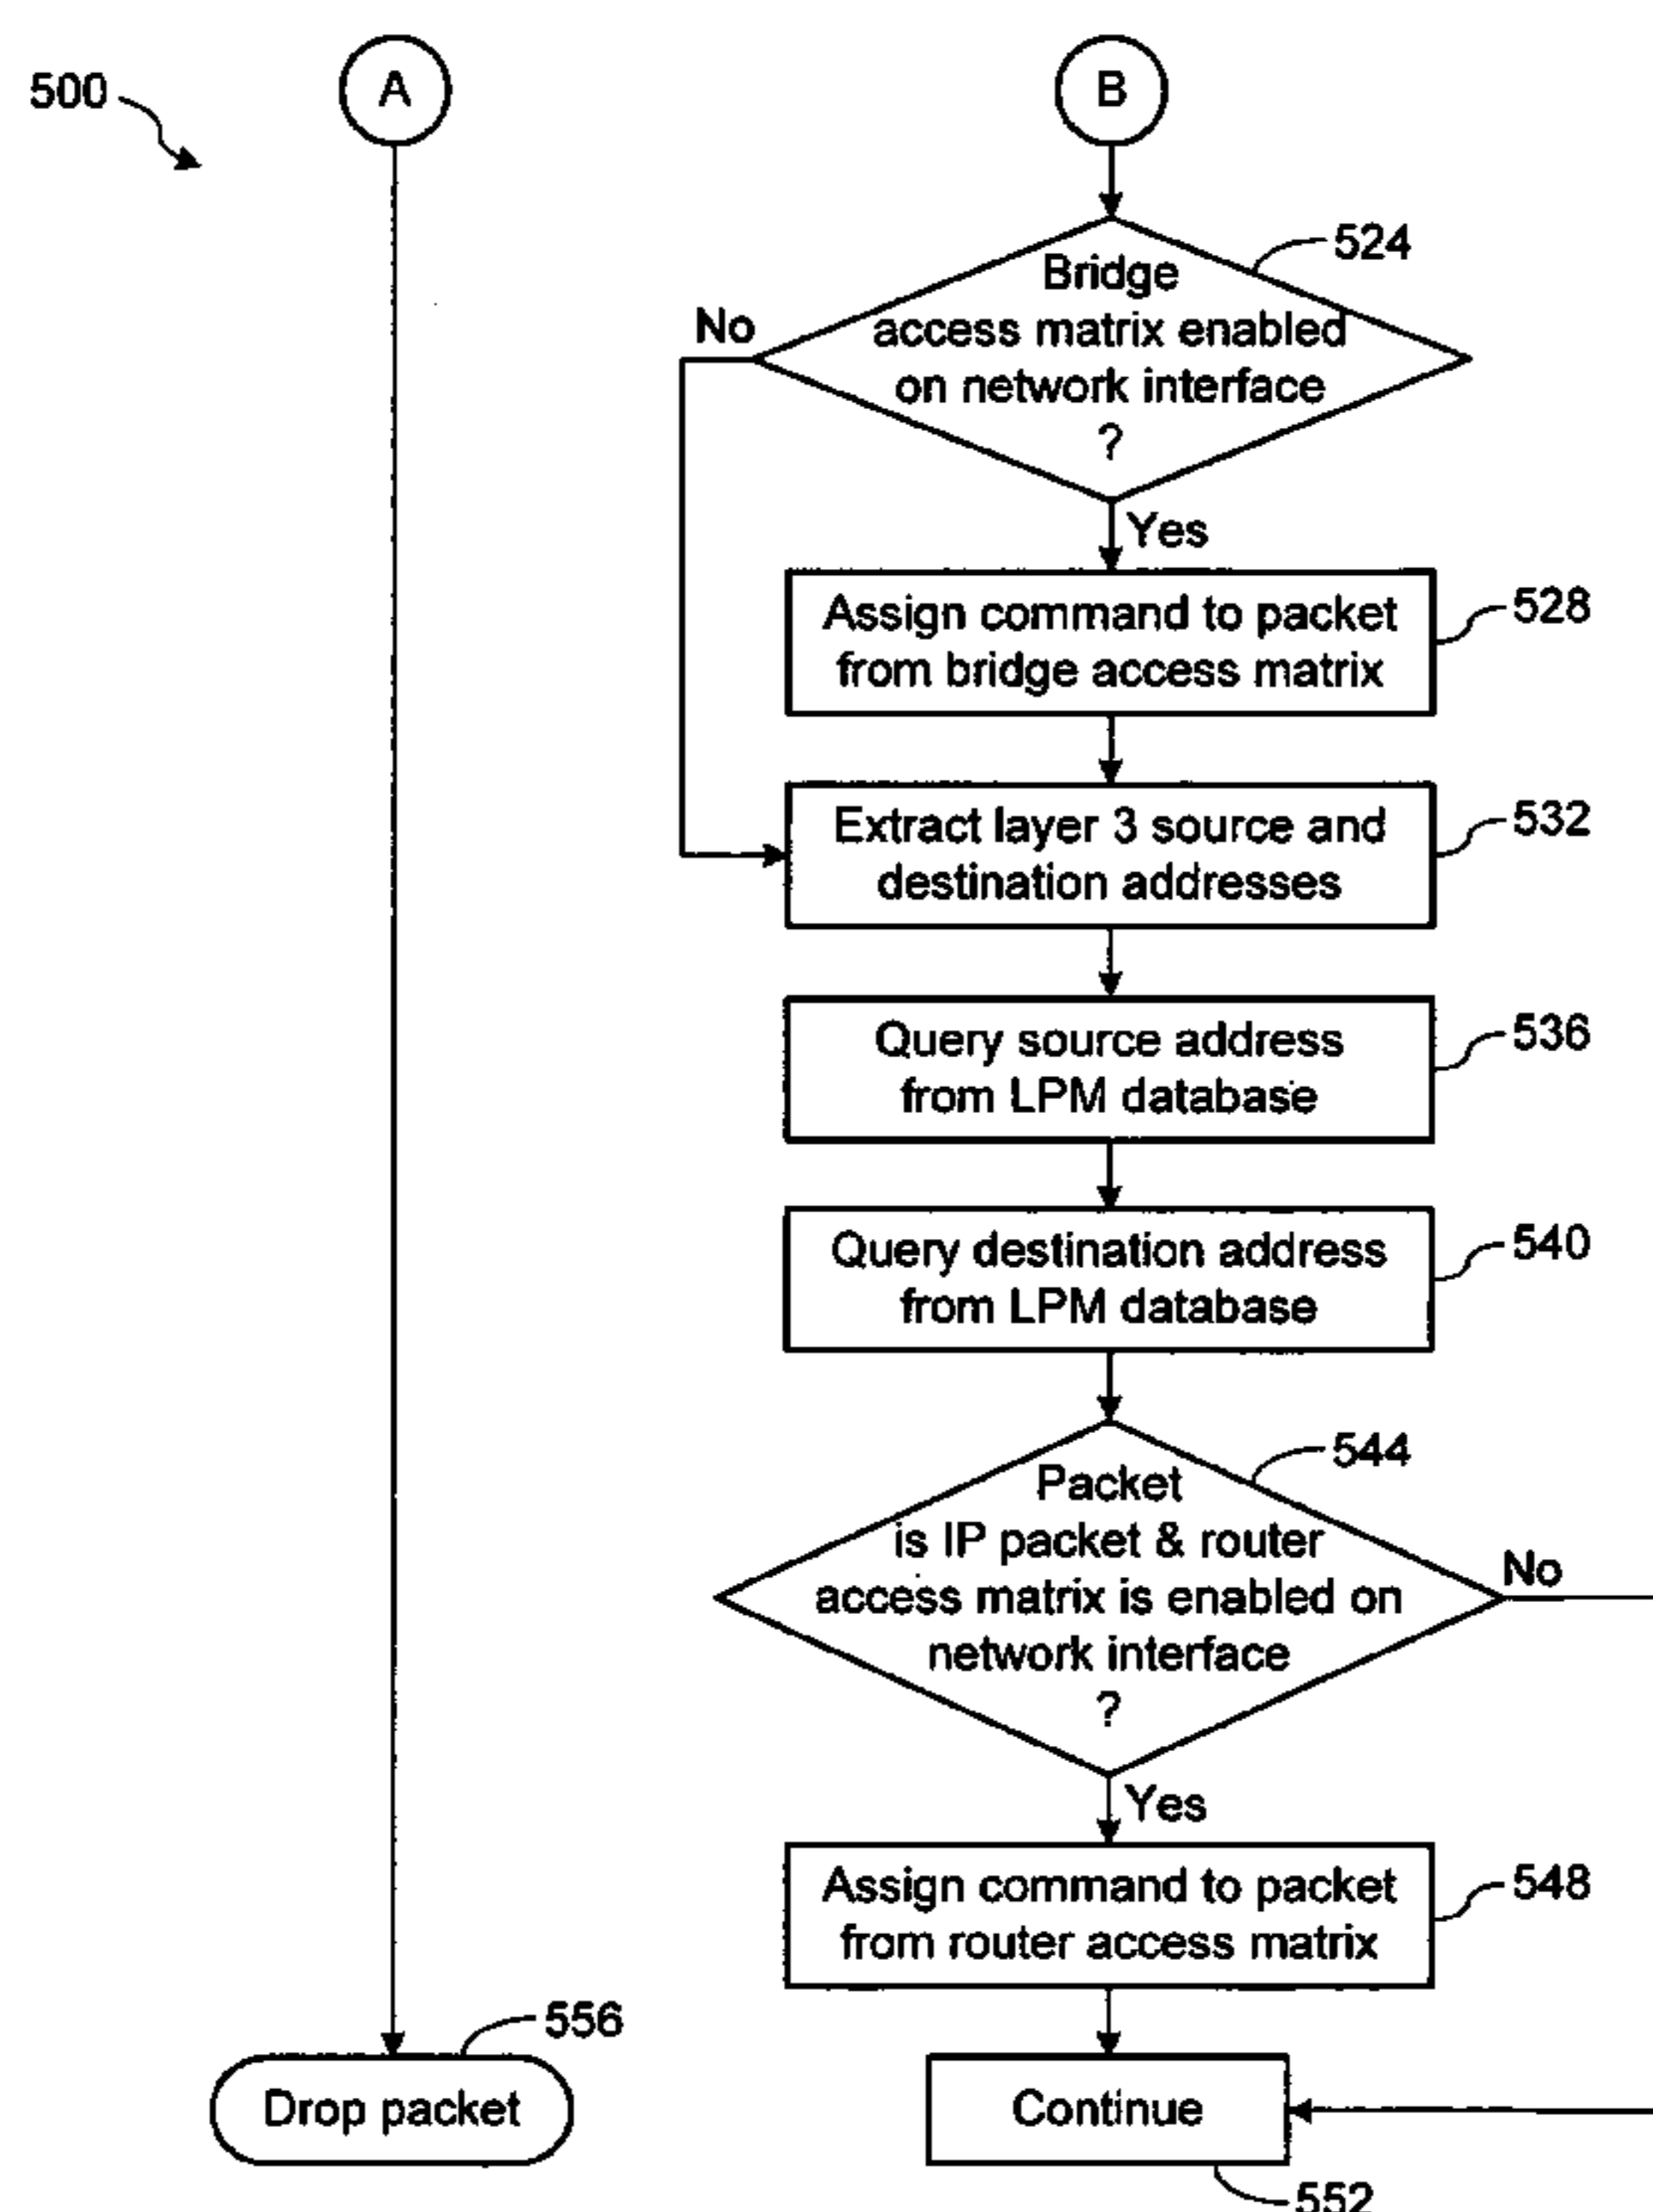 500
A
B
524
Bridge
access matrix enabled
on network interface
?
No
Yes
Assign command to packet
from bridge access matrix
528
Extract layer 3 source and
destination addresses
532
Query source address
from LPM database
536
Query destination address
from LPM database
540
544
Packet
is IP packet & router
access matrix is enabled on
network interface
?
No
Yes
Assign command to packet
from router access matrix
548
556
Drop packet
Continue
552